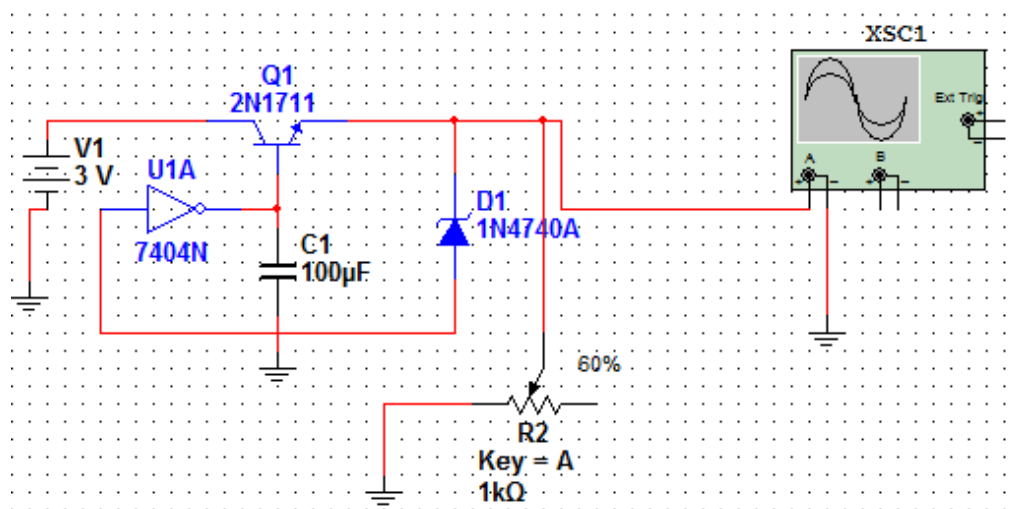 XSC1
Ext Trig
+
-
A
B
+ -
+ -
Q1
2N1711
V1
3 V
U1A
7404N
C1
100µF
D1
1N4740A
60%
R2
Key = A
1kΩ